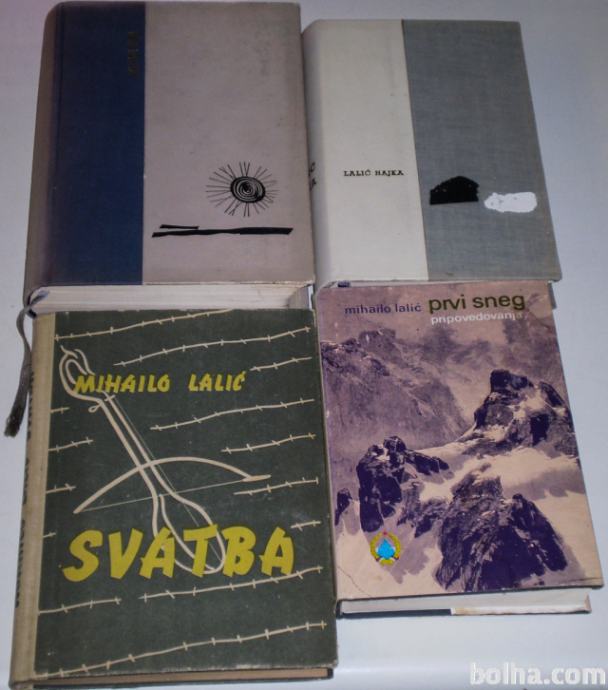 LALIĆ HAJKA
mihailo lalić prvi sneg
pripovedovanja
MIHAILO LALIĆ
SVATBA
bolha.com